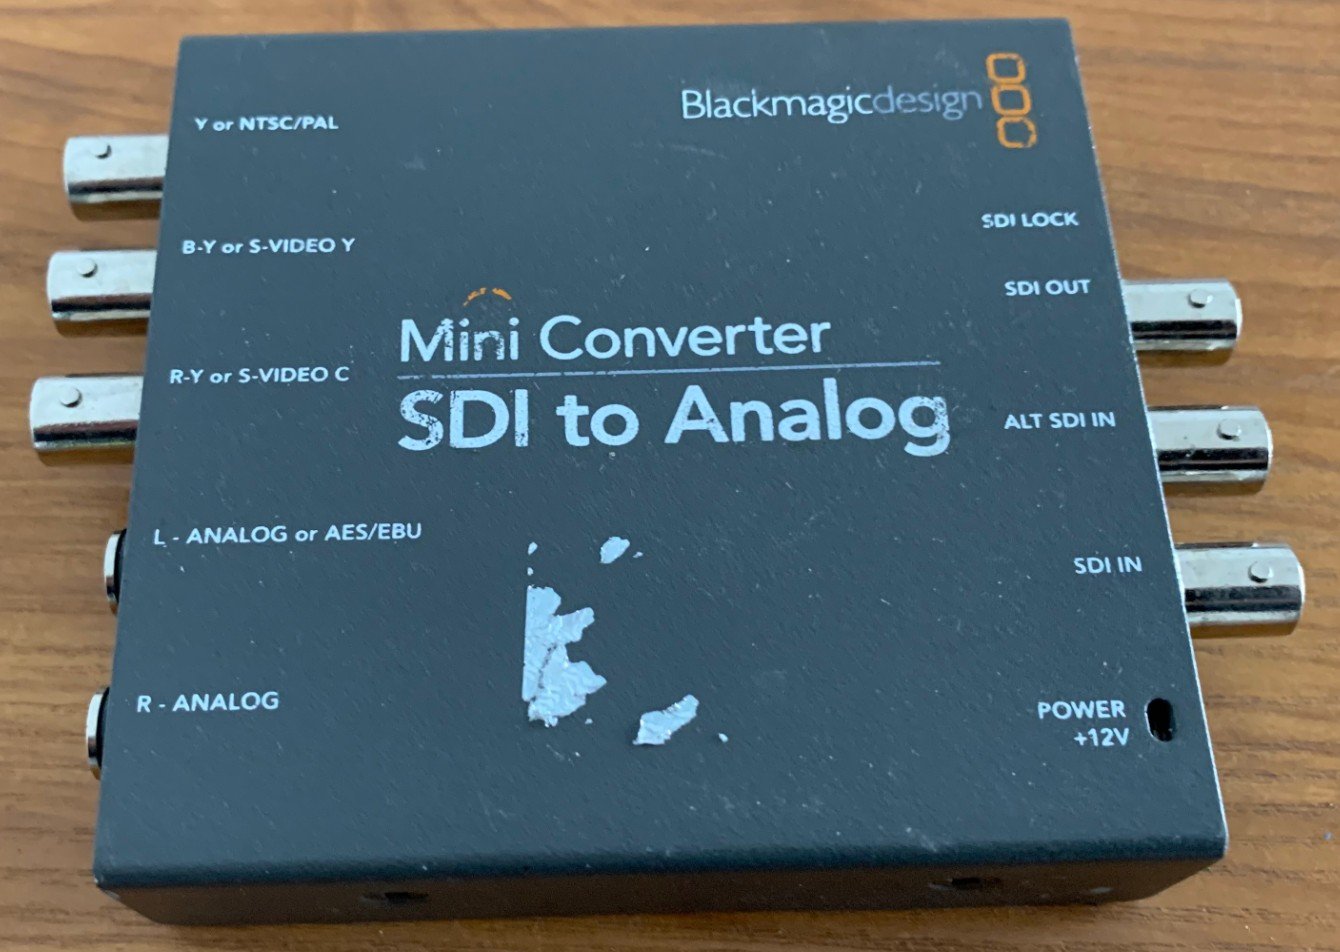 Y or NTSC/PAL
Blackmagicdesign
B-Y or S-VIDEO Y
SDI LOCK
SDI OUT
Mini Converter
R-Y or S-VIDEO C
SDI to Analog
ALT SDI IN
L - ANALOG or AES/EBU
SDI IN
R - ANALOG
POWER
+12V